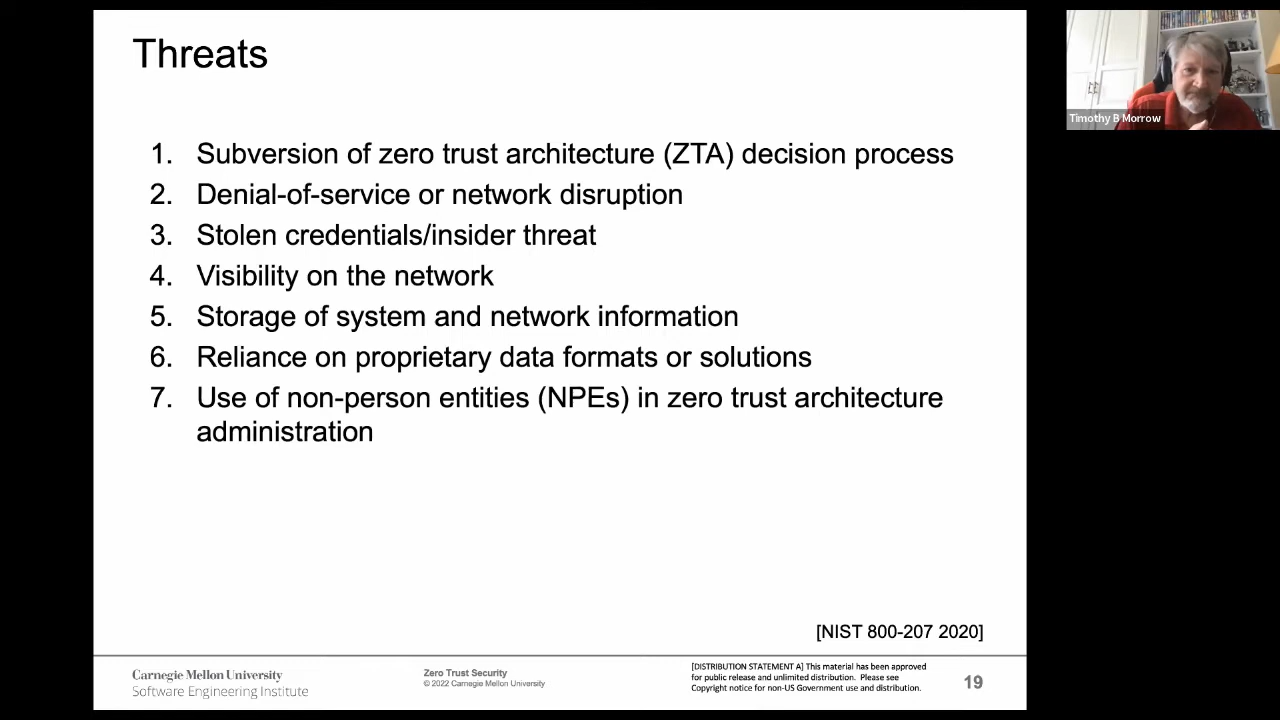 Threats
1. Subversion of zero trust architecture (ZTA) decision process
2. Denial-of-service or network disruption
3. Stolen credentials/insider threat
4. Visibility on the network
5. Storage of system and network information
6. Reliance on proprietary data formats or solutions
7. Use of non-person entities (NPEs) in zero trust architecture
administration
[NIST 800-207 2020]
Carnegie Mellon University
Software Engineering Institute
Zero Trust Security
© 2022 Carnegie Mellon University
[DISTRIBUTION STATEMENT A] This material has been approved
for public release and unlimited distribution. Please see
Copyright notice for non-US Government use and distribution.
19
Timothy B Morrow